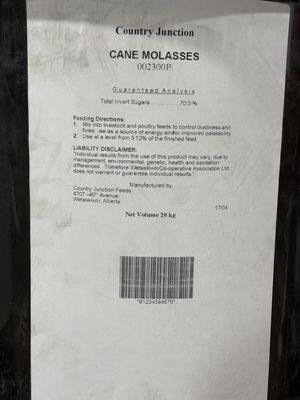 Country Junction
CANE MOLASSES
002300P
Guaranteed Analysis
Total Invert Sugars............70.0 %
Feeding Directions:
1. Mix into livestock and poultry feeds to control dustiness and
fines, use as a source of energy and/or improved palatability.
2. Use at a level from 5-12% of the finished feed.
LIABILITY DISCLAIMER:
"Individual results from the use of this product may vary, due to
management, environmental, genetic, health and sanitation
differences. Therefore WetaskiwinCo-operative Association Ltd.
does not warrant or guarantee individual results."
Manufactured by:
Country Junction Feeds
4707 -40th Avenue,
Wetaskiwin, Alberta
17/04
Net Volume 20 kg
*91234584676*